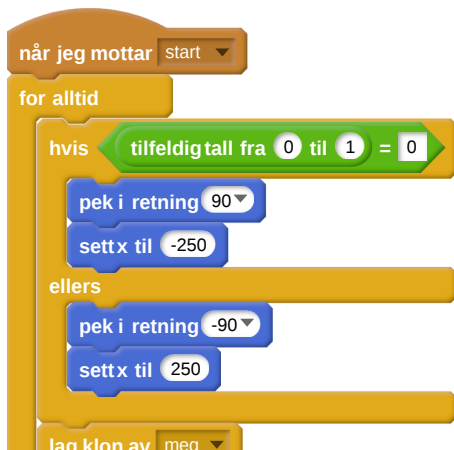 når jeg mottar start
for alltid
hvis tilfeldig tall fra 0 til 1 = 0
pek i retning 90
sett x til -250
ellers
pek i retning -90
sett x til 250
lag klon av meg